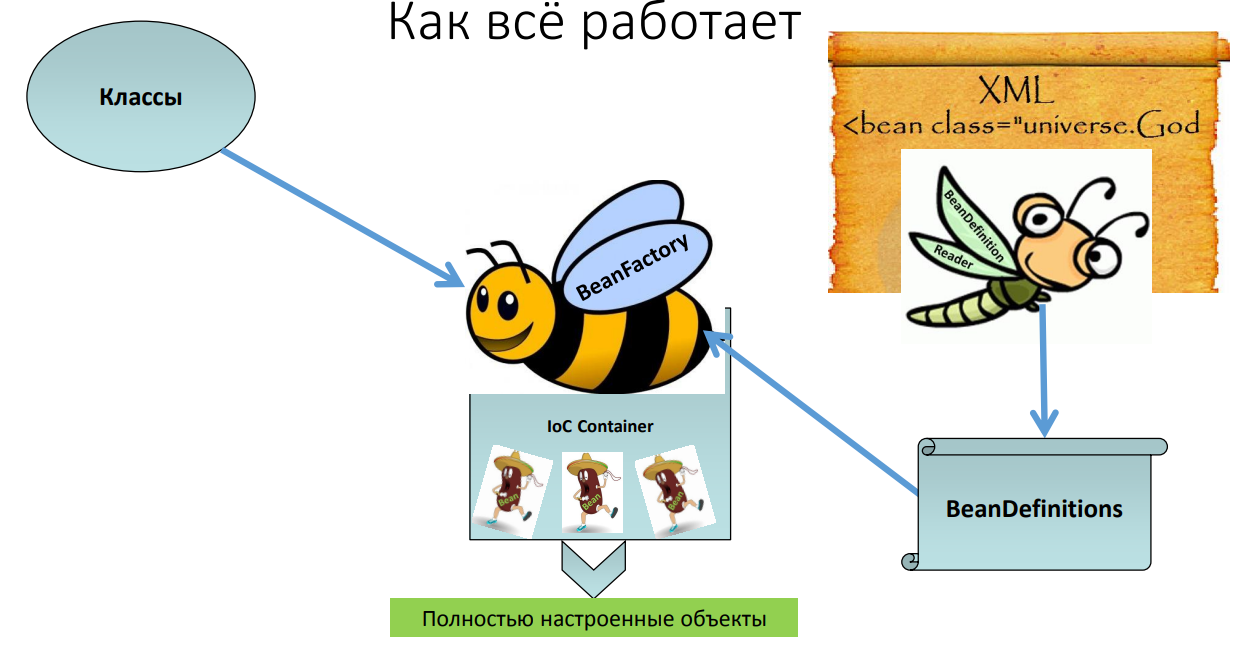 Как всё работает
Классы
XML
<bean class="universe.God
BeanDefinition
Reader
BeanFactory
IoC Container
Bean
Bean
Bean
BeanDefinitions
Полностью настроенные объекты